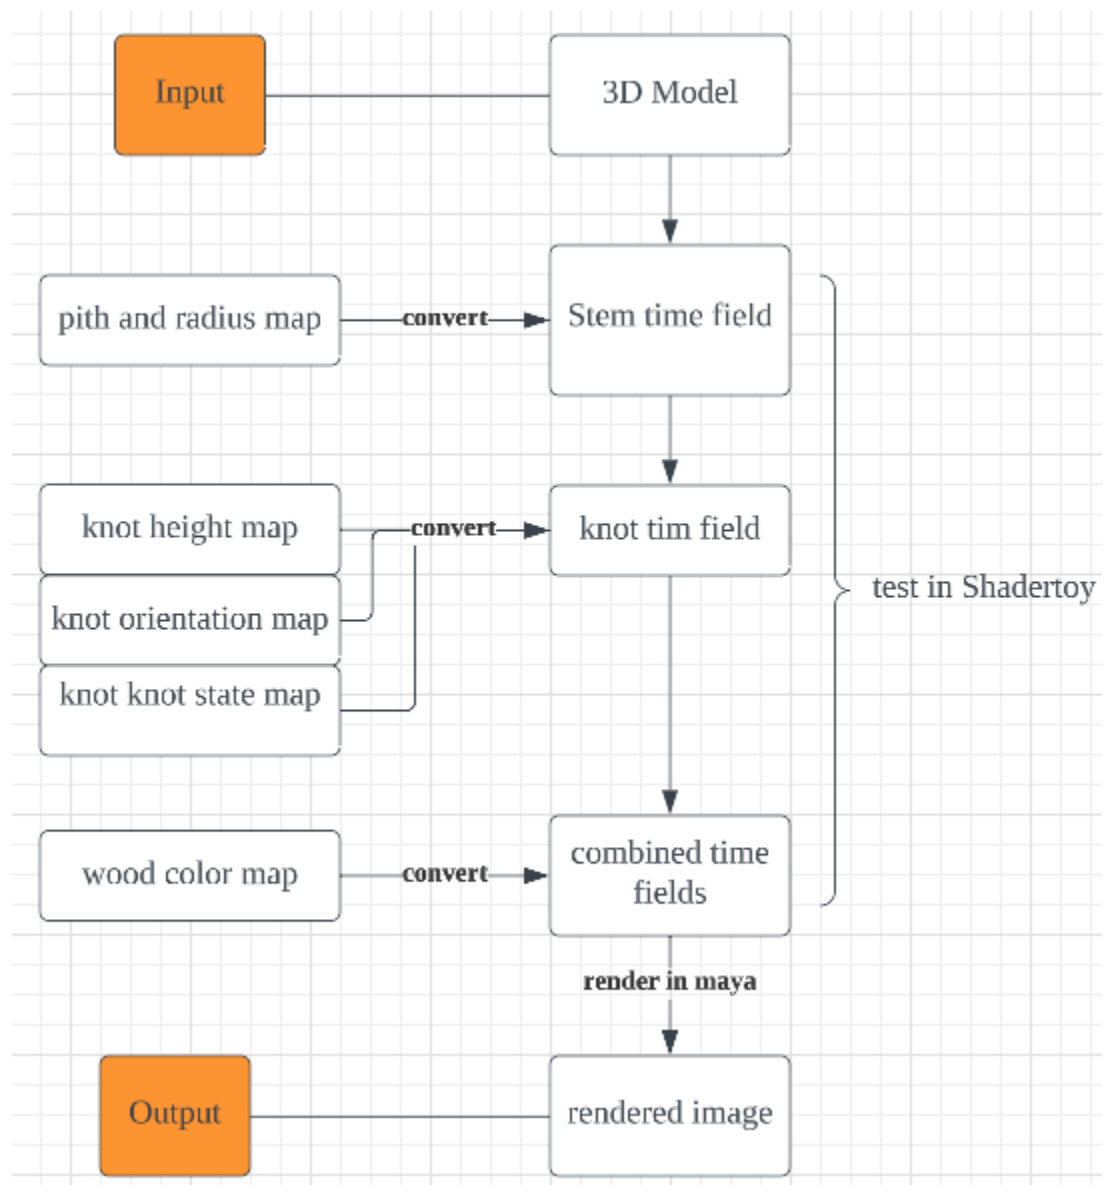 Input
3D Model
pith and radius map
convert
Stem time field
knot height map
convert
knot tim field
knot orientation map
knot knot state map
test in Shadertoy
wood color map
convert
combined time
fields
render in maya
Output
rendered image